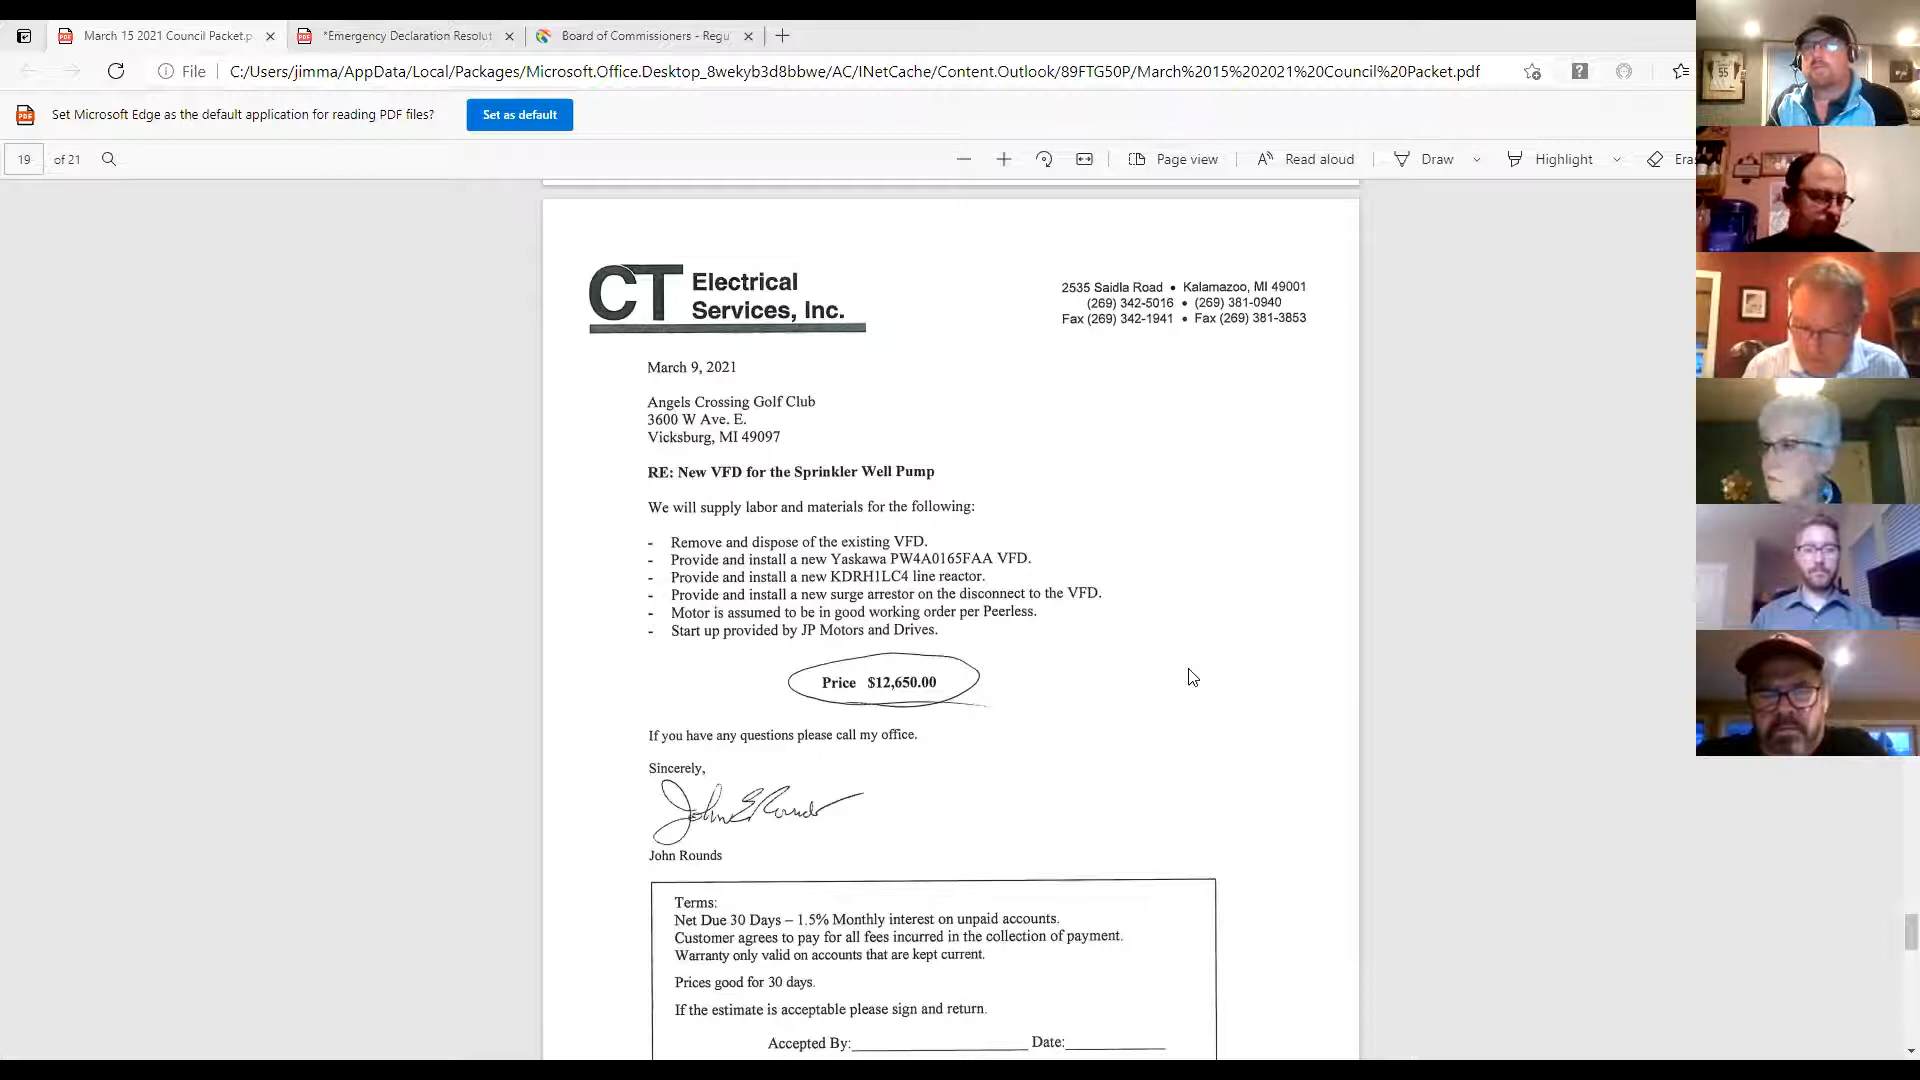 March 15 2021 Council Packet.p
*Emergency Declaration Resolut
Board of Commissioners - Regu
File
C:/Users/jimma/AppData/Local/Packages/Microsoft.Office.Desktop_8wekyb3d8bbwe/AC/INetCache/Content.Outlook/89FTG50P/March%2015%202021%20Council%20Packet.pdf
Set Microsoft Edge as the default application for reading PDF files?
Set as default
19 of 21
Page view
Read aloud
Draw
Highlight
Eras
CT Electrical
Services, Inc.
2535 Saidla Road • Kalamazoo, MI 49001
(269) 342-5016 • (269) 381-0940
Fax (269) 342-1941 • Fax (269) 381-3853
March 9, 2021
Angels Crossing Golf Club
3600 W Ave. E.
Vicksburg, MI 49097
RE: New VFD for the Sprinkler Well Pump
We will supply labor and materials for the following:
- Remove and dispose of the existing VFD.
- Provide and install a new Yaskawa PW4A0165FAA VFD.
- Provide and install a new KDRH1LC4 line reactor.
- Provide and install a new surge arrestor on the disconnect to the VFD.
- Motor is assumed to be in good working order per Peerless.
- Start up provided by JP Motors and Drives.
Price $12,650.00
If you have any questions please call my office.
Sincerely,
John E Rounds
John Rounds
Terms:
Net Due 30 Days – 1.5% Monthly interest on unpaid accounts.
Customer agrees to pay for all fees incurred in the collection of payment.
Warranty only valid on accounts that are kept current.
Prices good for 30 days.
If the estimate is acceptable please sign and return.
Accepted By:____________________ Date:___________
55